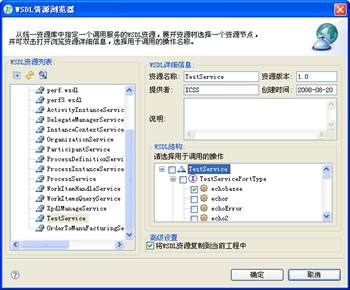 WSDL资源浏览器
从统一资源库中指定一个调用服务的WSDL资源，展开资源树选择一个资源节点，
并可双击打开浏览资源详细信息，选择用于调用的操作名称。
WSDL资源列表：
perf.wsdl
perf3.wsdl
ActivityInstanceServic
DelegateManagerService
InstanceContextService
OrganizationService
ParticipantService
ProcessDefinitionServi
ProcessInstanceService
ProcessService
WorkItemHandleService
WorkItemsQueryService
XpdlManageService
TestService
OrderToManufacturingSe
WSDL详细信息：
资源名称：
TestService
资源版本：
1.0
提供者：
ICSS
创建时间：
2008-08-20
说明：
WSDL结构：
请选择用于调用的操作
TestService
TestServicePortType
echobasee
echor
echoError
echo2
高级设置
将WSDL资源复制到当前工程中
确定
取消